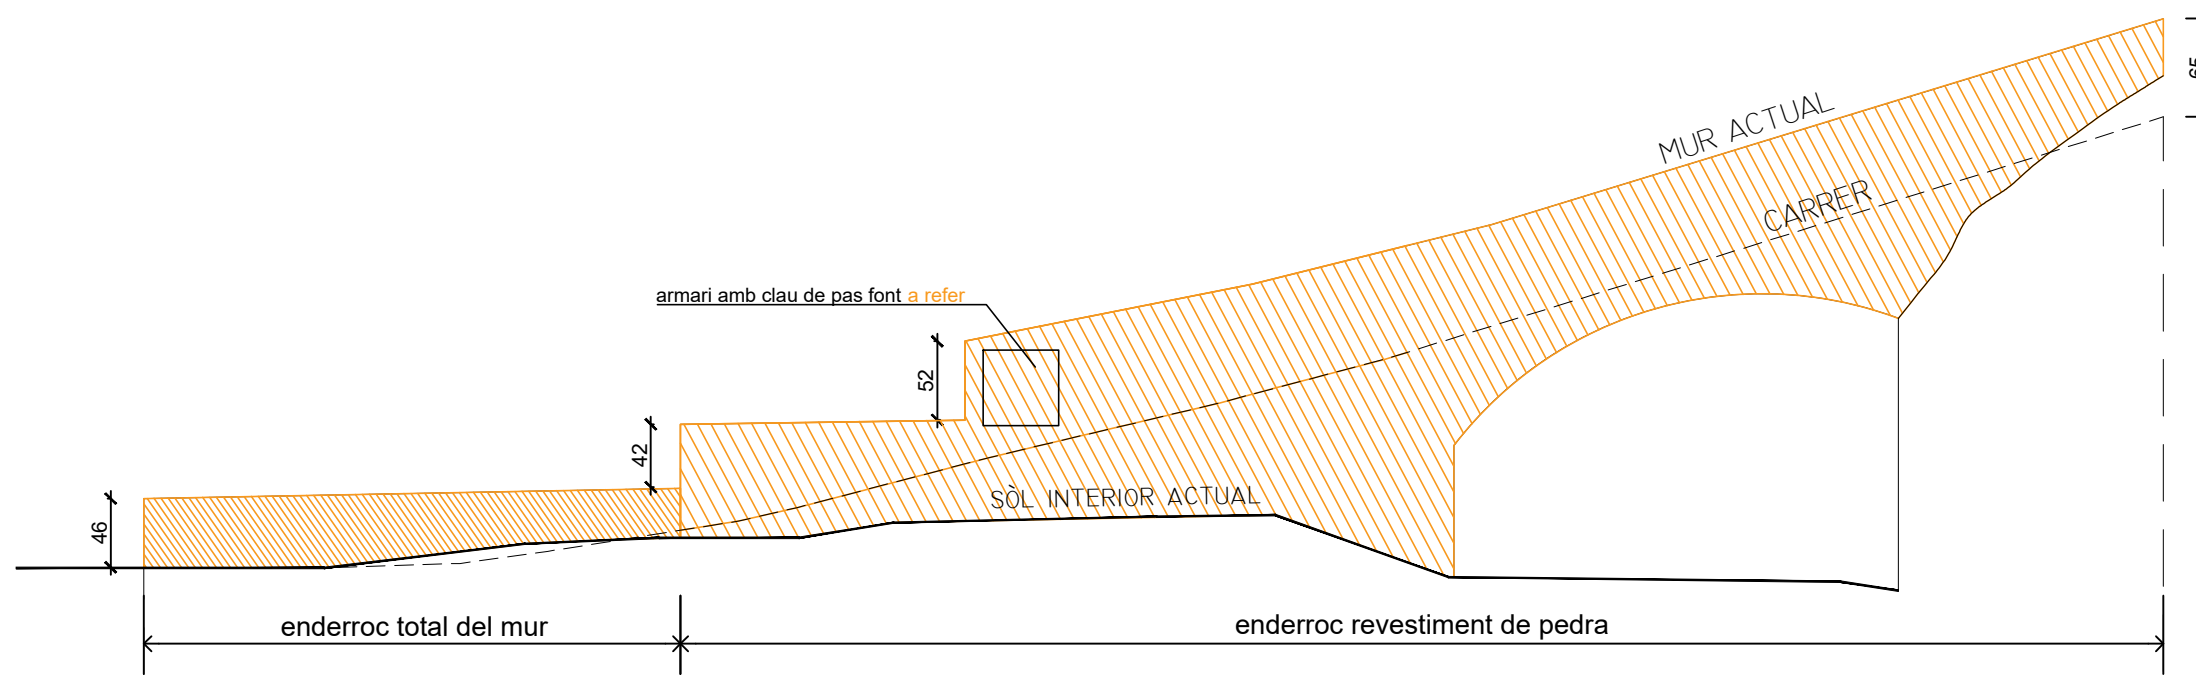 65
MUR ACTUAL
CARRER
armari amb clau de pas font a refer
52
42
SÒL INTERIOR ACTUAL
46
enderroc total del mur
enderroc revestiment de pedra